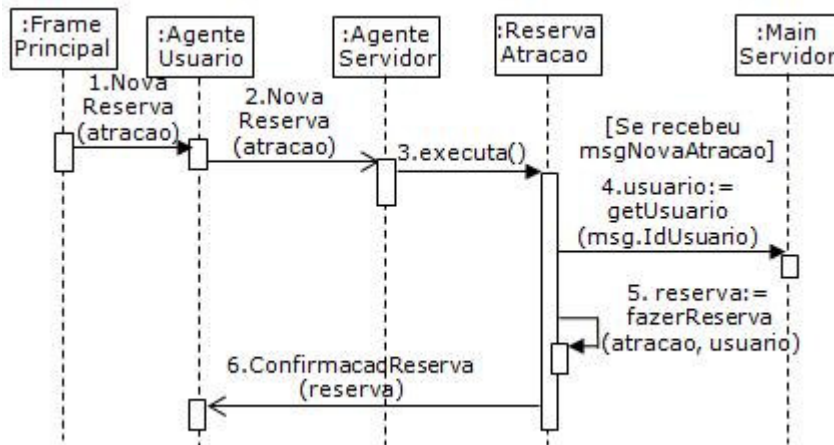 :Frame
Principal
:Agente
Usuario
:Agente
Servidor
:Reserva
Atracao
:Main
Servidor
1.Nova
Reserva
(atracao)
2.Nova
Reserva
(atracao)
3.executa()
[Se recebeu
msgNovaAtracao]
4.usuario:=
getUsuario
(msg.IdUsuario)
5. reserva:=
fazerReserva
(atracao, usuario)
6.ConfirmacaoReserva
(reserva)